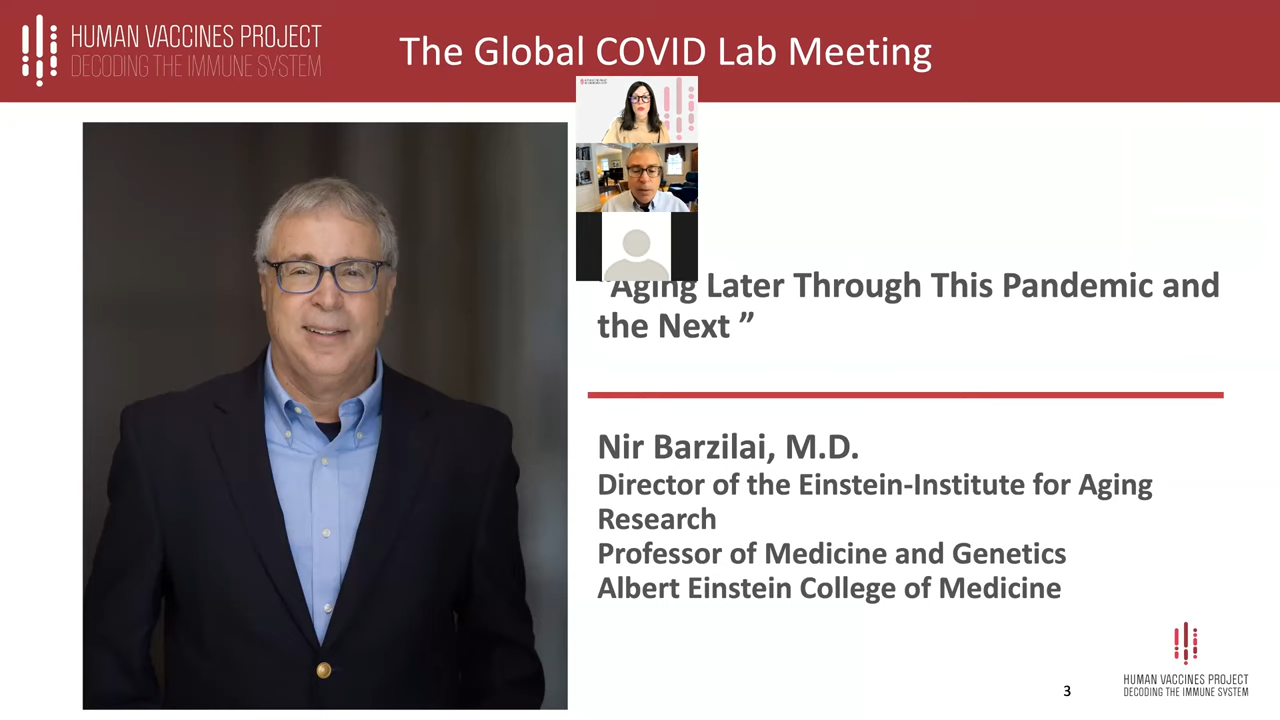 HUMAN VACCINES PROJECT
DECODING THE IMMUNE SYSTEM
The Global COVID Lab Meeting
“Aging Later Through This Pandemic and
the Next ”
Nir Barzilai, M.D.
Director of the Einstein-Institute for Aging
Research
Professor of Medicine and Genetics
Albert Einstein College of Medicine
3
HUMAN VACCINES PROJECT
DECODING THE IMMUNE SYSTEM